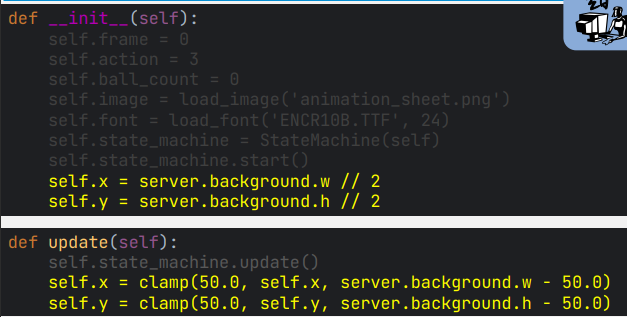 def __init__(self):
    self.frame = 0
    self.action = 3
    self.ball_count = 0
    self.image = load_image('animation_sheet.png')
    self.font = load_font('ENCR10B.TTF', 24)
    self.state_machine = StateMachine(self)
    self.state_machine.start()
    self.x = server.background.w // 2
    self.y = server.background.h // 2
def update(self):
    self.state_machine.update()
    self.x = clamp(50.0, self.x, server.background.w - 50.0)
    self.y = clamp(50.0, self.y, server.background.h - 50.0)